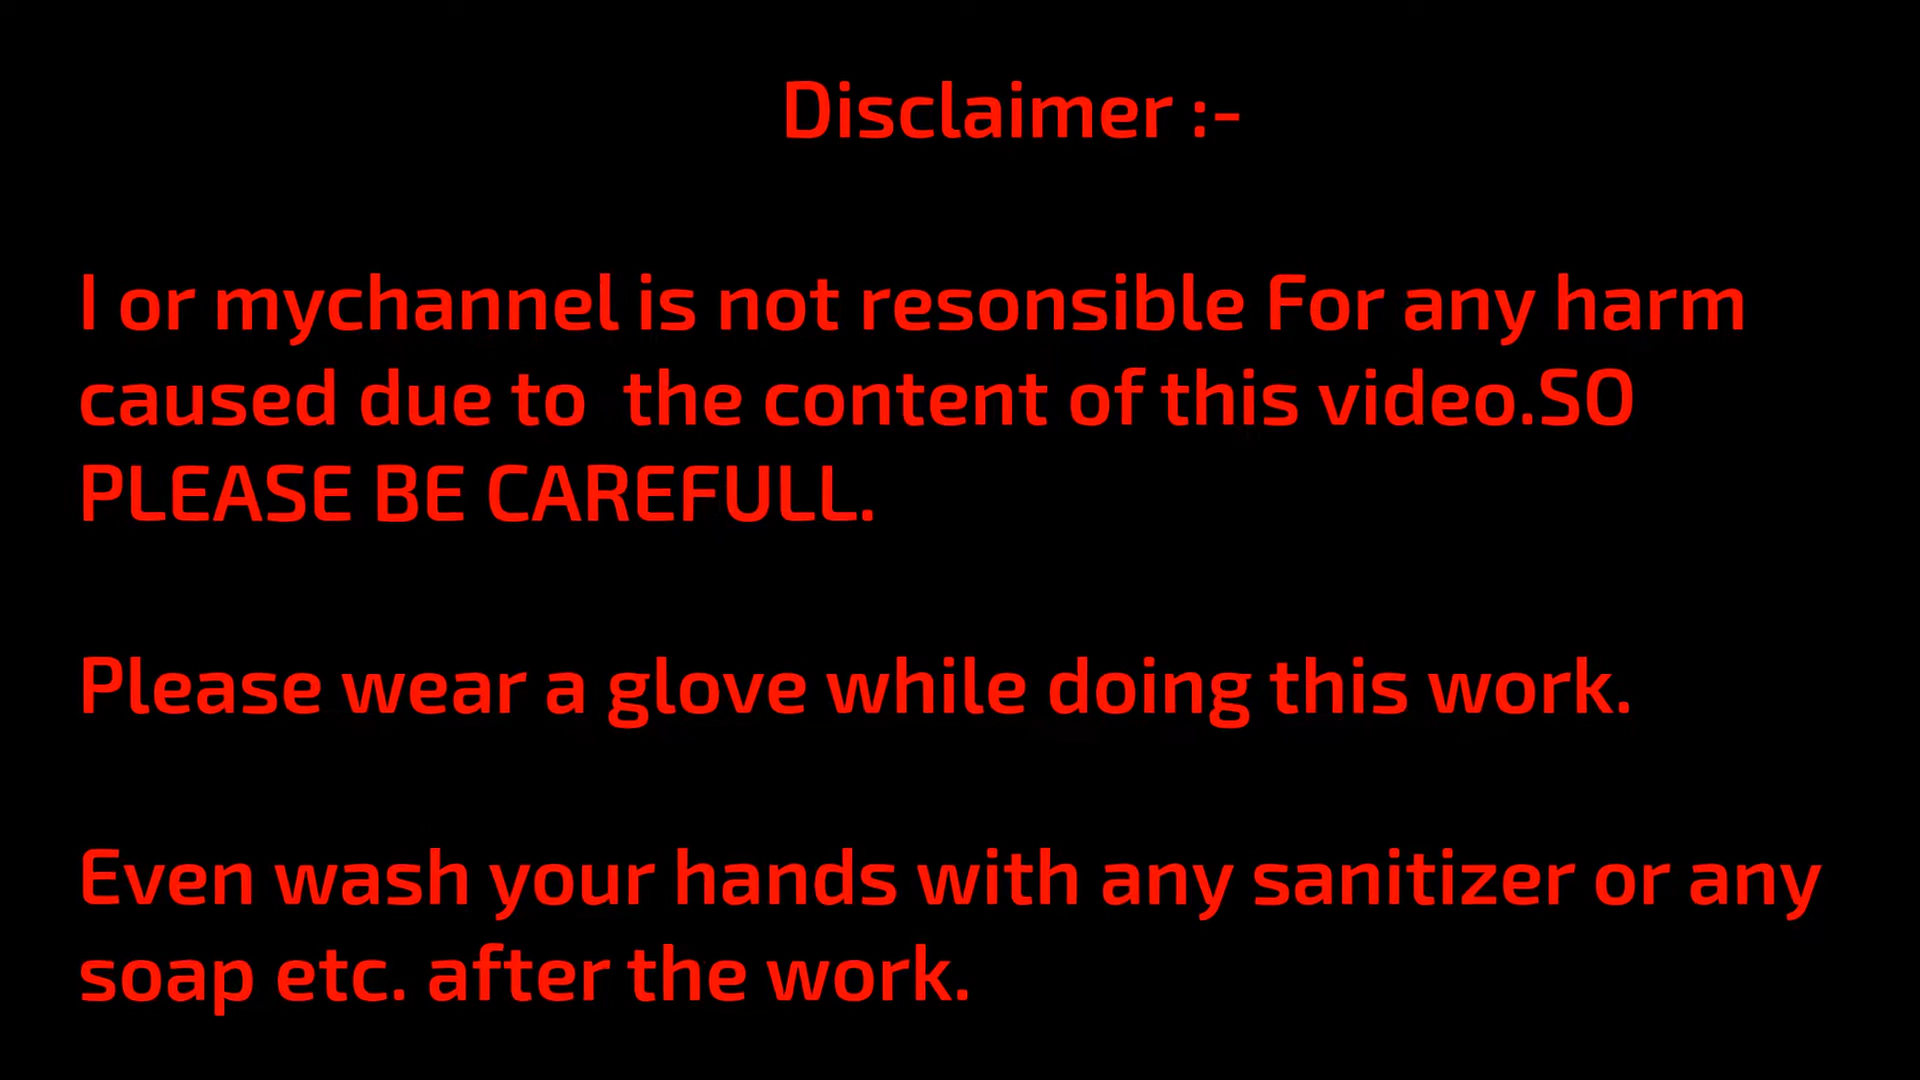 Disclaimer :-
I or mychannel is not resonsible For any harm
caused due to  the content of this video.SO
PLEASE BE CAREFULL.
Please wear a glove while doing this work.
Even wash your hands with any sanitizer or any
soap etc. after the work.